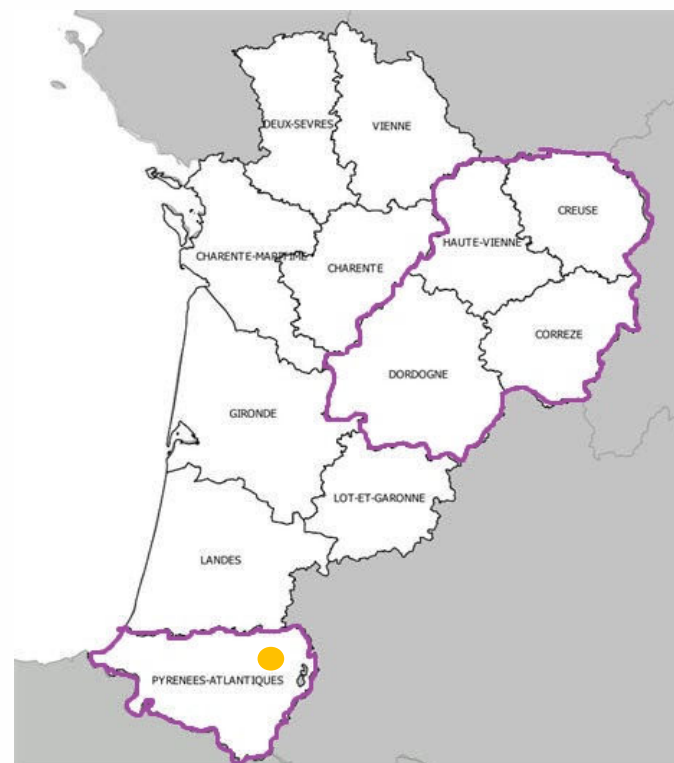 DEUX-SEVRES
VIENNE
CREUSE
HAUTE-VIENNE
CHARENTE-MARITIME
CHARENTE
CORREZE
DORDOGNE
GIRONDE
LOT-ET-GARONNE
LANDES
PYRENEES-ATLANTIQUES